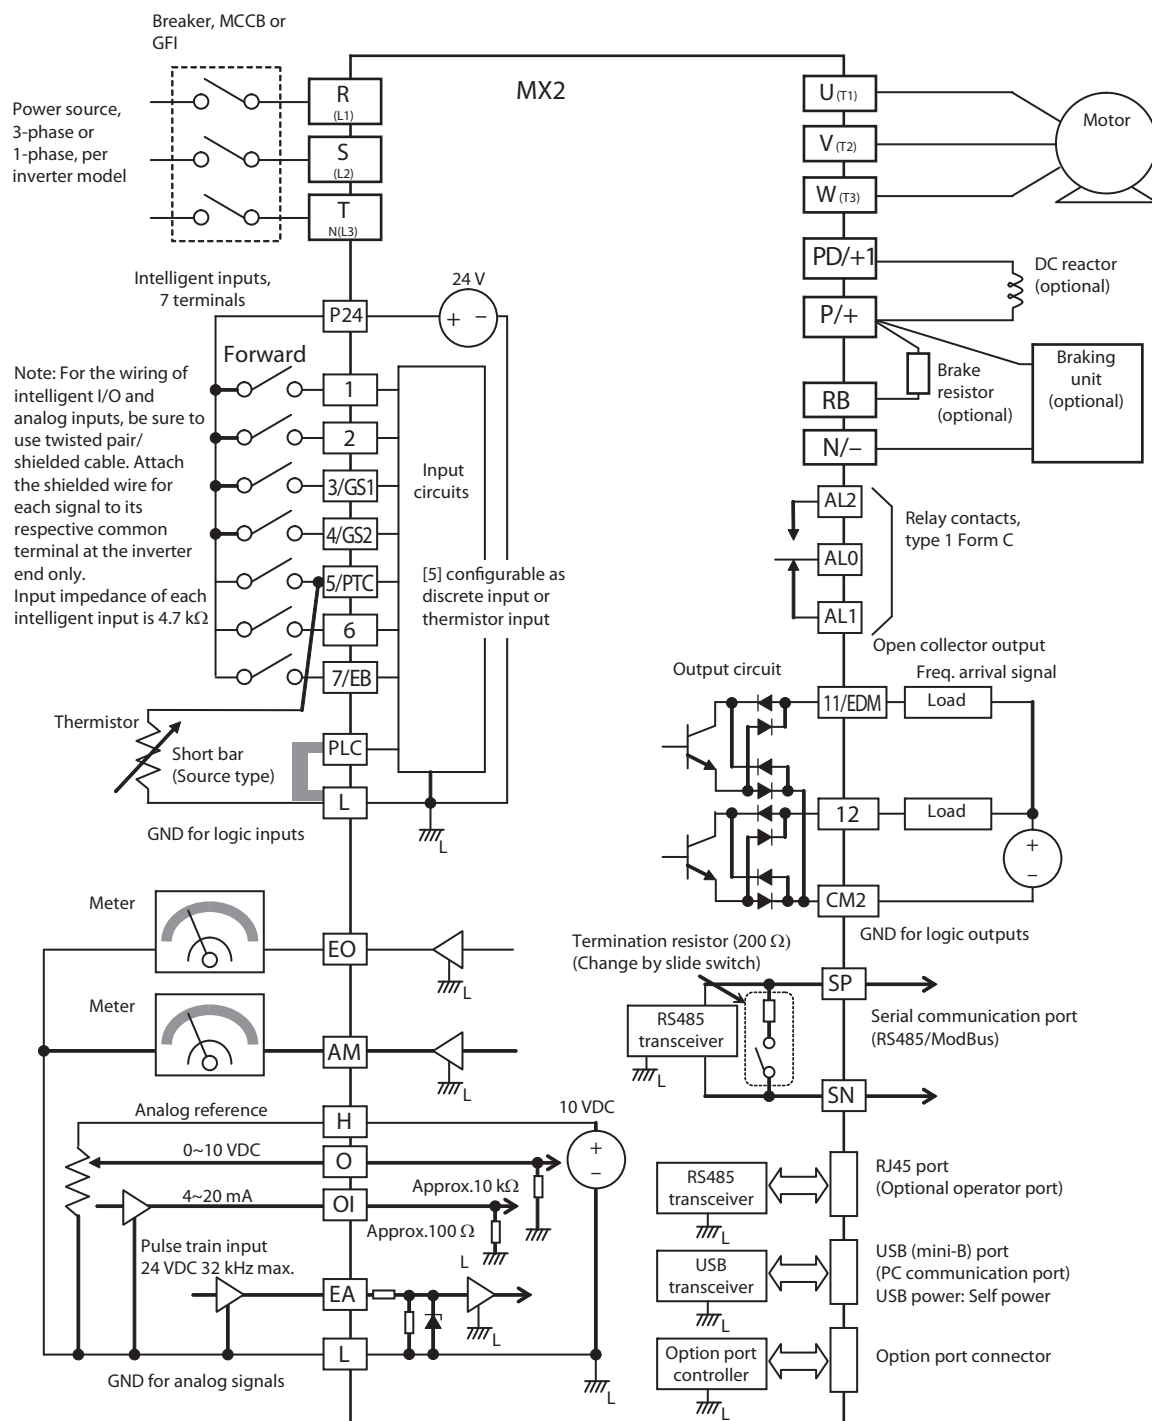 Breaker, MCCB or
GFI
Power source,
3-phase or
1-phase, per
inverter model
R
(L1)
S
(L2)
T
N(L3)
MX2
U (T1)
V (T2)
W (T3)
Motor
PD/+1
DC reactor
(optional)
P/+
Brake
resistor
(optional)
Braking
unit
(optional)
RB
N/–
Intelligent inputs,
7 terminals
P24
24 V
+ –
Forward
Note: For the wiring of
intelligent I/O and
analog inputs, be sure to
use twisted pair/
shielded cable. Attach
the shielded wire for
each signal to its
respective common
terminal at the inverter
end only.
Input impedance of each
intelligent input is 4.7 kΩ
1
2
3/GS1
4/GS2
5/PTC
6
7/EB
Input
circuits
[5] configurable as
discrete input or
thermistor input
Thermistor
Short bar
(Source type)
PLC
L
L
GND for logic inputs
AL2
AL0
AL1
Relay contacts,
type 1 Form C
Open collector output
Output circuit
Freq. arrival signal
11/EDM
Load
12
Load
+
–
CM2
GND for logic outputs
Meter
EO
L
Meter
AM
L
Termination resistor (200 Ω)
(Change by slide switch)
SP
RS485
transceiver
L
Serial communication port
(RS485/ModBus)
SN
Analog reference
H
10 VDC
+
–
0~10 VDC
O
4~20 mA
OI
Approx.10 kΩ
Approx.100 Ω
Pulse train input
24 VDC 32 kHz max.
L
EA
L
L
L
GND for analog signals
RS485
transceiver
L
RJ45 port
(Optional operator port)
USB
transceiver
L
USB (mini-B) port
(PC communication port)
USB power: Self power
Option port
controller
L
Option port connector